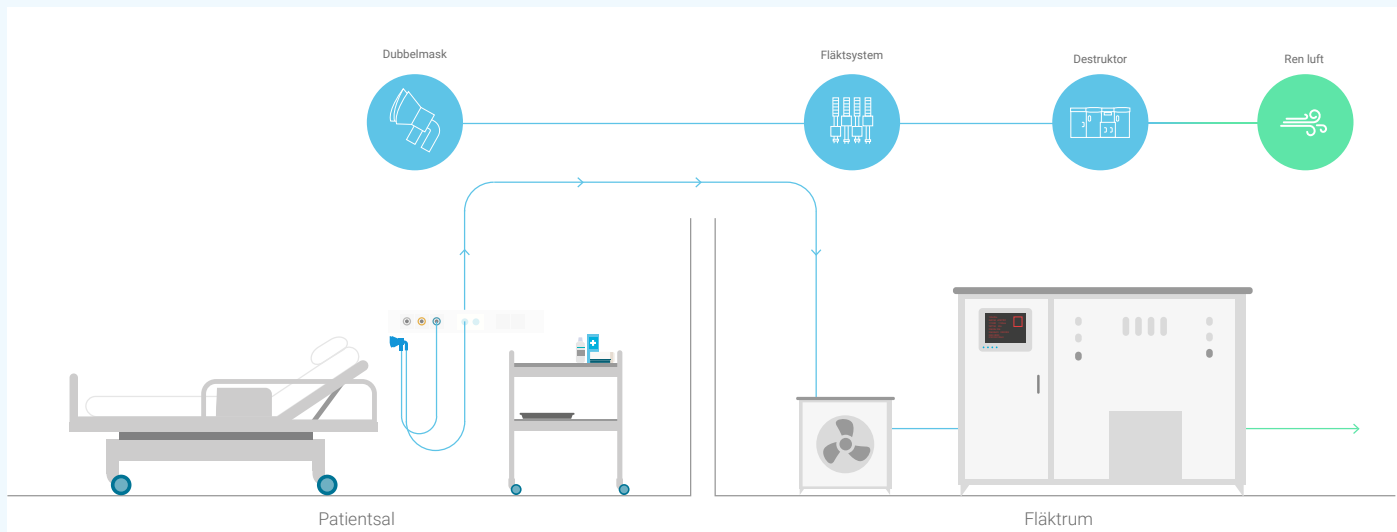 Dubbelmask
Fläktsystem
Destruktor
Ren luft
Patientsal
Fläktrum